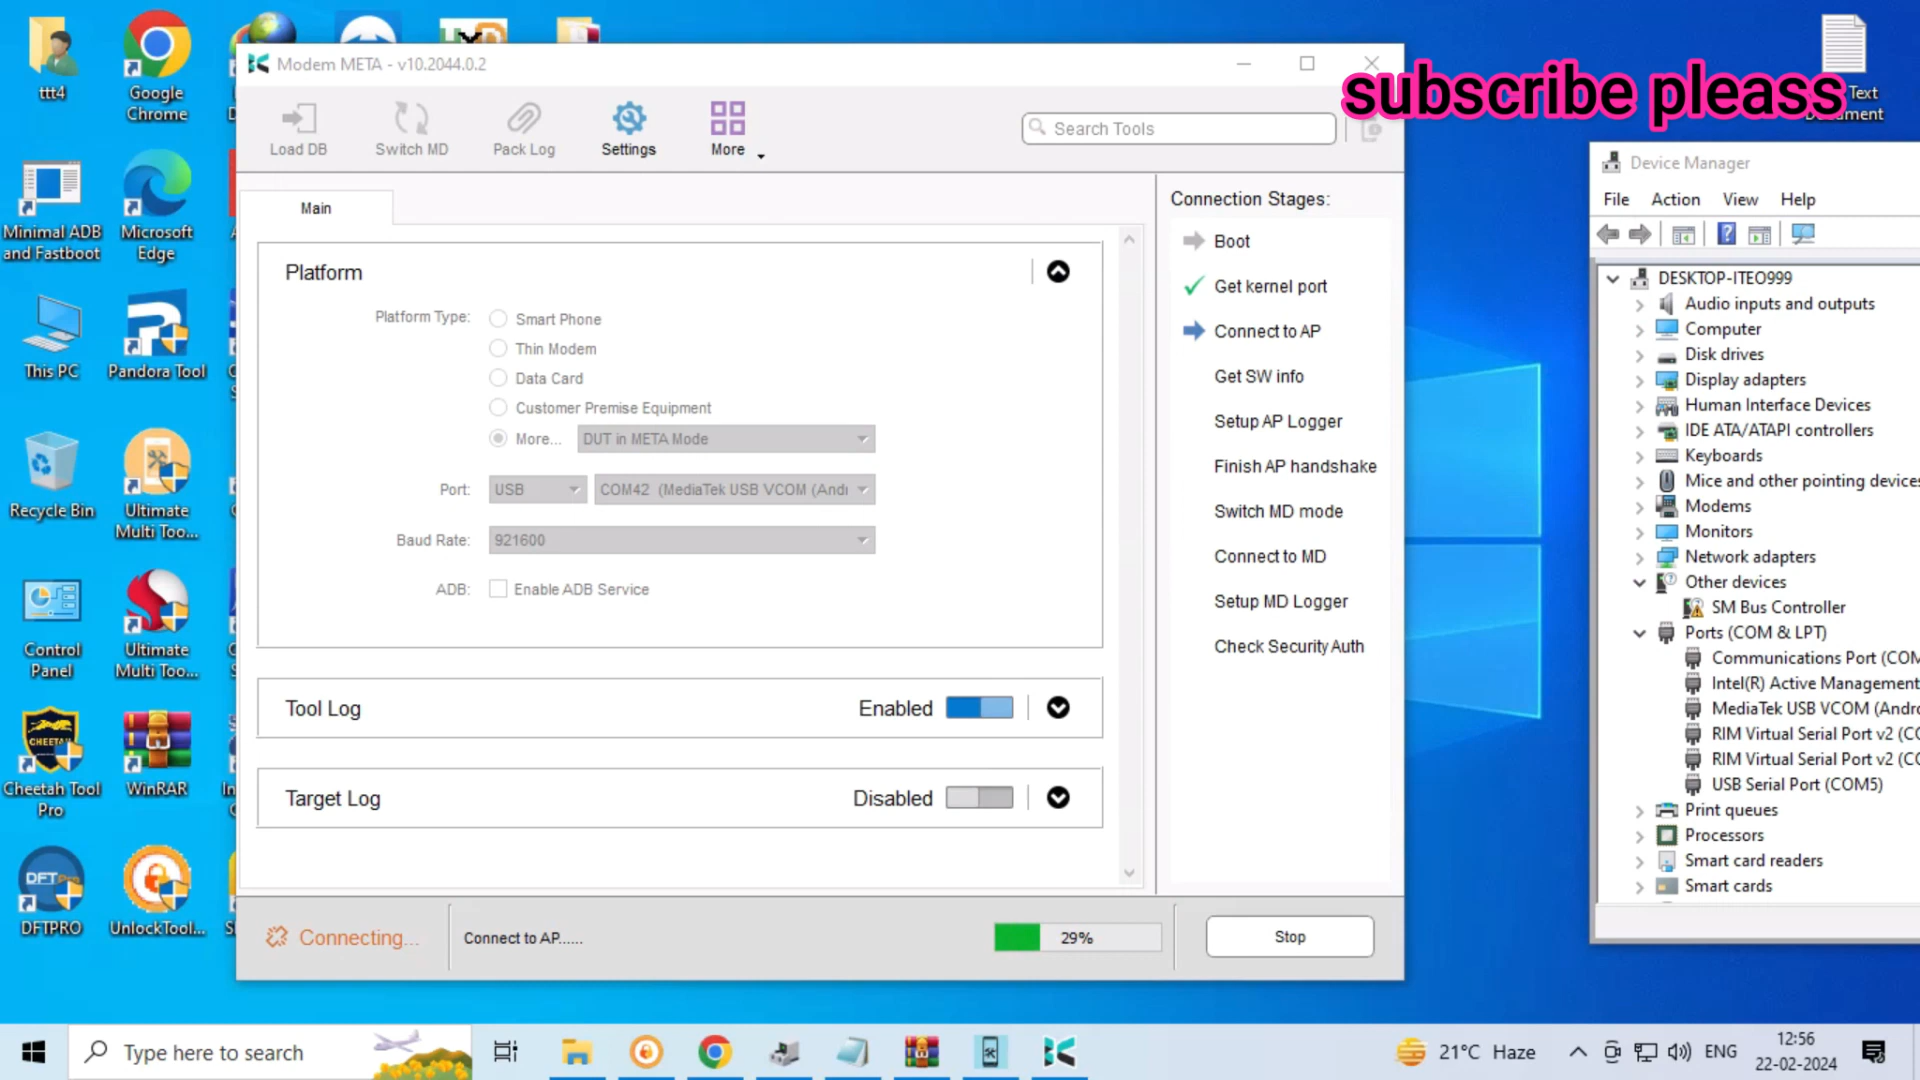 ttt4
Google
Chrome
Minimal ADB
and Fastboot
Microsoft
Edge
This PC
Pandora Tool
Recycle Bin
Ultimate
Multi Too...
Control
Panel
Ultimate
Multi Too...
Cheetah Tool
Pro
WinRAR
DFTPRO
UnlockTool...
Modem META - v10.2044.0.2
Load DB
Switch MD
Pack Log
Settings
More
Search Tools
Main
Platform
Platform Type:
Smart Phone
Thin Modem
Data Card
Customer Premise Equipment
More... DUT in META Mode
Port: USB COM42 (MediaTek USB VCOM (Andı
Baud Rate: 921600
ADB: Enable ADB Service
Tool Log Enabled
Target Log Disabled
Connection Stages:
Boot
Get kernel port
Connect to AP
Get SW info
Setup AP Logger
Finish AP handshake
Switch MD mode
Connect to MD
Setup MD Logger
Check Security Auth
Connecting... Connect to AP...... 29% Stop
subscribe pleass
Text
Device Manager
File Action View Help
DESKTOP-ITEO999
Audio inputs and outputs
Computer
Disk drives
Display adapters
Human Interface Devices
IDE ATA/ATAPI controllers
Keyboards
Mice and other pointing devices
Modems
Monitors
Network adapters
Other devices
SM Bus Controller
Ports (COM & LPT)
Communications Port (COM
Intel(R) Active Management
MediaTek USB VCOM (Andro
RIM Virtual Serial Port v2 (CO
RIM Virtual Serial Port v2 (CO
USB Serial Port (COM5)
Print queues
Processors
Smart card readers
Smart cards
Type here to search
21°C Haze
ENG
12:56
22-02-2024